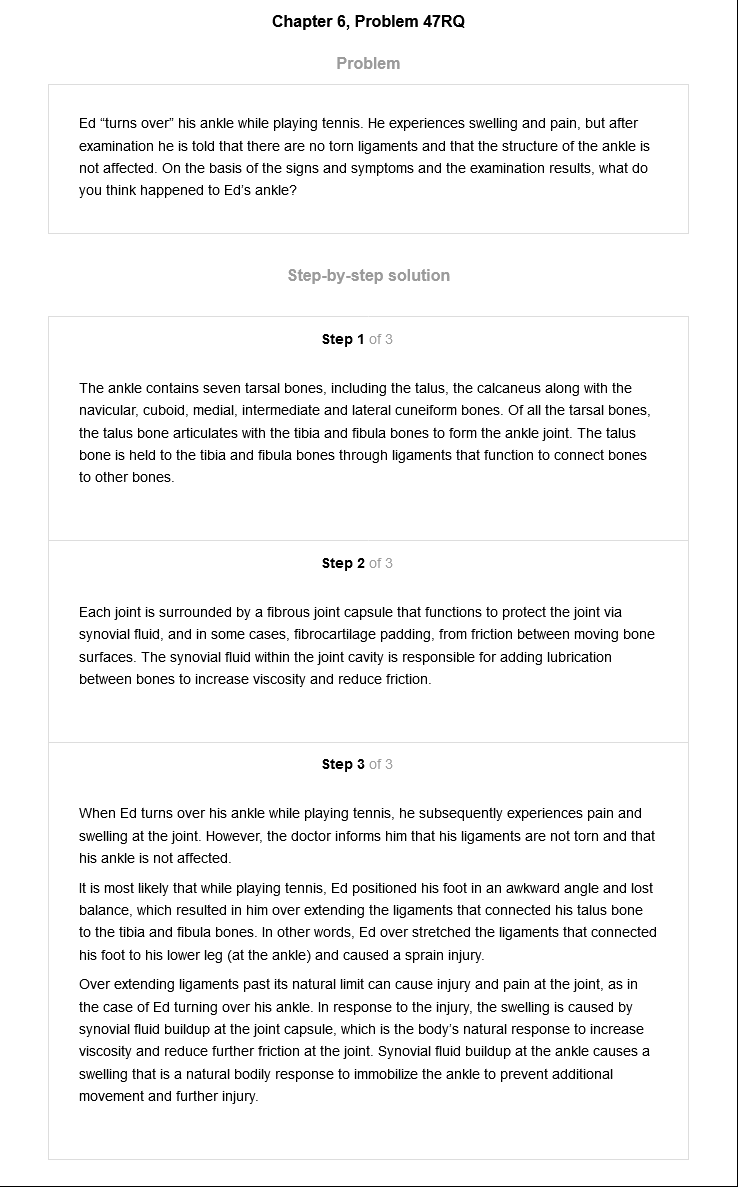 Chapter 6, Problem 47RQ
Problem
Ed “turns over” his ankle while playing tennis. He experiences swelling and pain, but after
examination he is told that there are no torn ligaments and that the structure of the ankle is
not affected. On the basis of the signs and symptoms and the examination results, what do
you think happened to Ed’s ankle?
Step-by-step solution
Step 1 of 3
The ankle contains seven tarsal bones, including the talus, the calcaneus along with the
navicular, cuboid, medial, intermediate and lateral cuneiform bones. Of all the tarsal bones,
the talus bone articulates with the tibia and fibula bones to form the ankle joint. The talus
bone is held to the tibia and fibula bones through ligaments that function to connect bones
to other bones.
Step 2 of 3
Each joint is surrounded by a fibrous joint capsule that functions to protect the joint via
synovial fluid, and in some cases, fibrocartilage padding, from friction between moving bone
surfaces. The synovial fluid within the joint cavity is responsible for adding lubrication
between bones to increase viscosity and reduce friction.
Step 3 of 3
When Ed turns over his ankle while playing tennis, he subsequently experiences pain and
swelling at the joint. However, the doctor informs him that his ligaments are not torn and that
his ankle is not affected.
It is most likely that while playing tennis, Ed positioned his foot in an awkward angle and lost
balance, which resulted in him over extending the ligaments that connected his talus bone
to the tibia and fibula bones. In other words, Ed over stretched the ligaments that connected
his foot to his lower leg (at the ankle) and caused a sprain injury.
Over extending ligaments past its natural limit can cause injury and pain at the joint, as in
the case of Ed turning over his ankle. In response to the injury, the swelling is caused by
synovial fluid buildup at the joint capsule, which is the body’s natural response to increase
viscosity and reduce further friction at the joint. Synovial fluid buildup at the ankle causes a
swelling that is a natural bodily response to immobilize the ankle to prevent additional
movement and further injury.